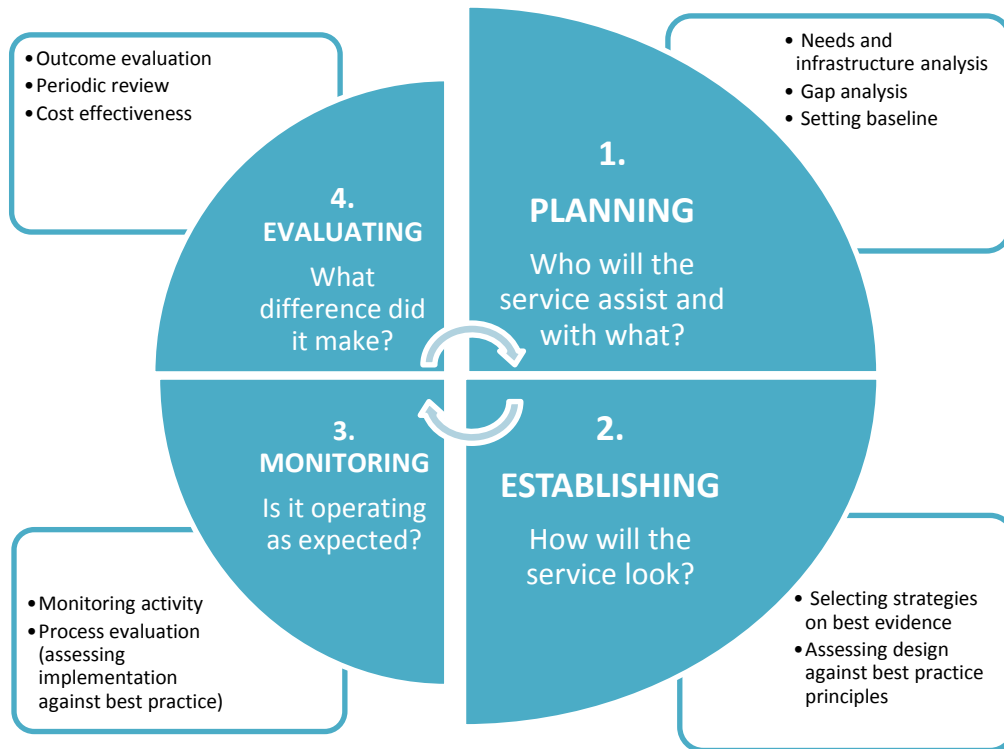 • Outcome evaluation
• Periodic review
• Cost effectiveness
• Needs and
infrastructure analysis
• Gap analysis
• Setting baseline
1.
PLANNING
Who will the
service assist and
with what?
4.
EVALUATING
What
difference did
it make?
3.
MONITORING
Is it operating
as expected?
2.
ESTABLISHING
How will the
service look?
• Monitoring activity
• Process evaluation
(assessing
implementation
against best practice)
• Selecting strategies
on best evidence
• Assessing design
against best practice
principles